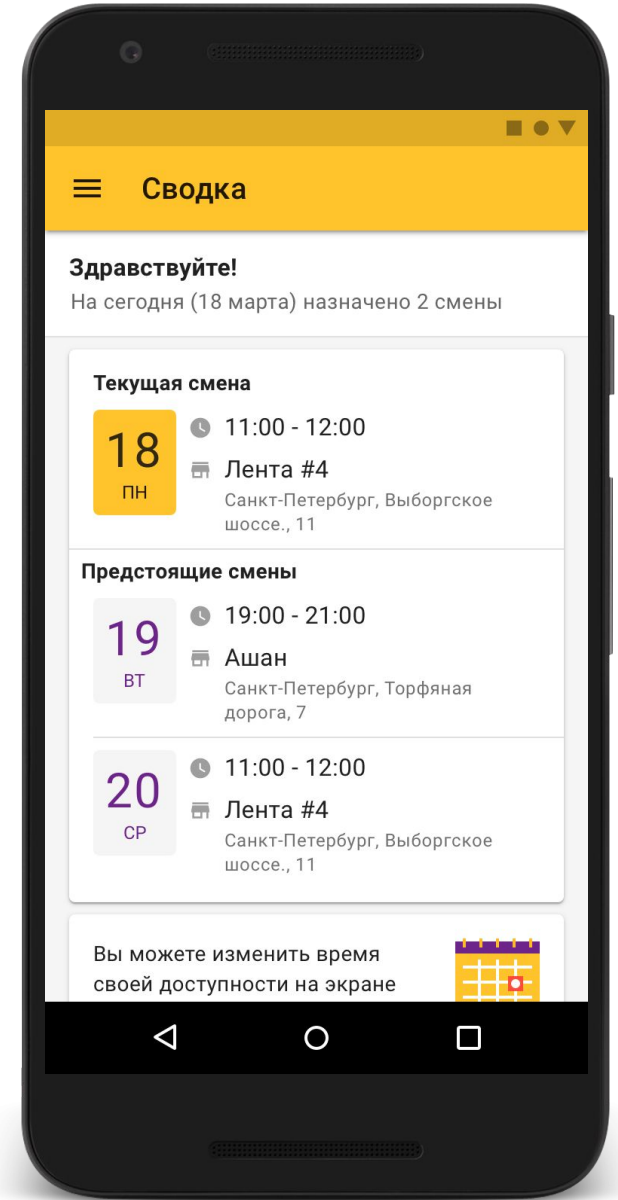 Сводка
Здравствуйте!
На сегодня (18 марта) назначено 2 смены
Текущая смена
18
ПН
11:00 - 12:00
Лента #4
Санкт-Петербург, Выборгское
шоссе., 11
Предстоящие смены
19
ВТ
19:00 - 21:00
Ашан
Санкт-Петербург, Торфяная
дорога, 7
20
СР
11:00 - 12:00
Лента #4
Санкт-Петербург, Выборгское
шоссе., 11
Вы можете изменить время
своей доступности на экране